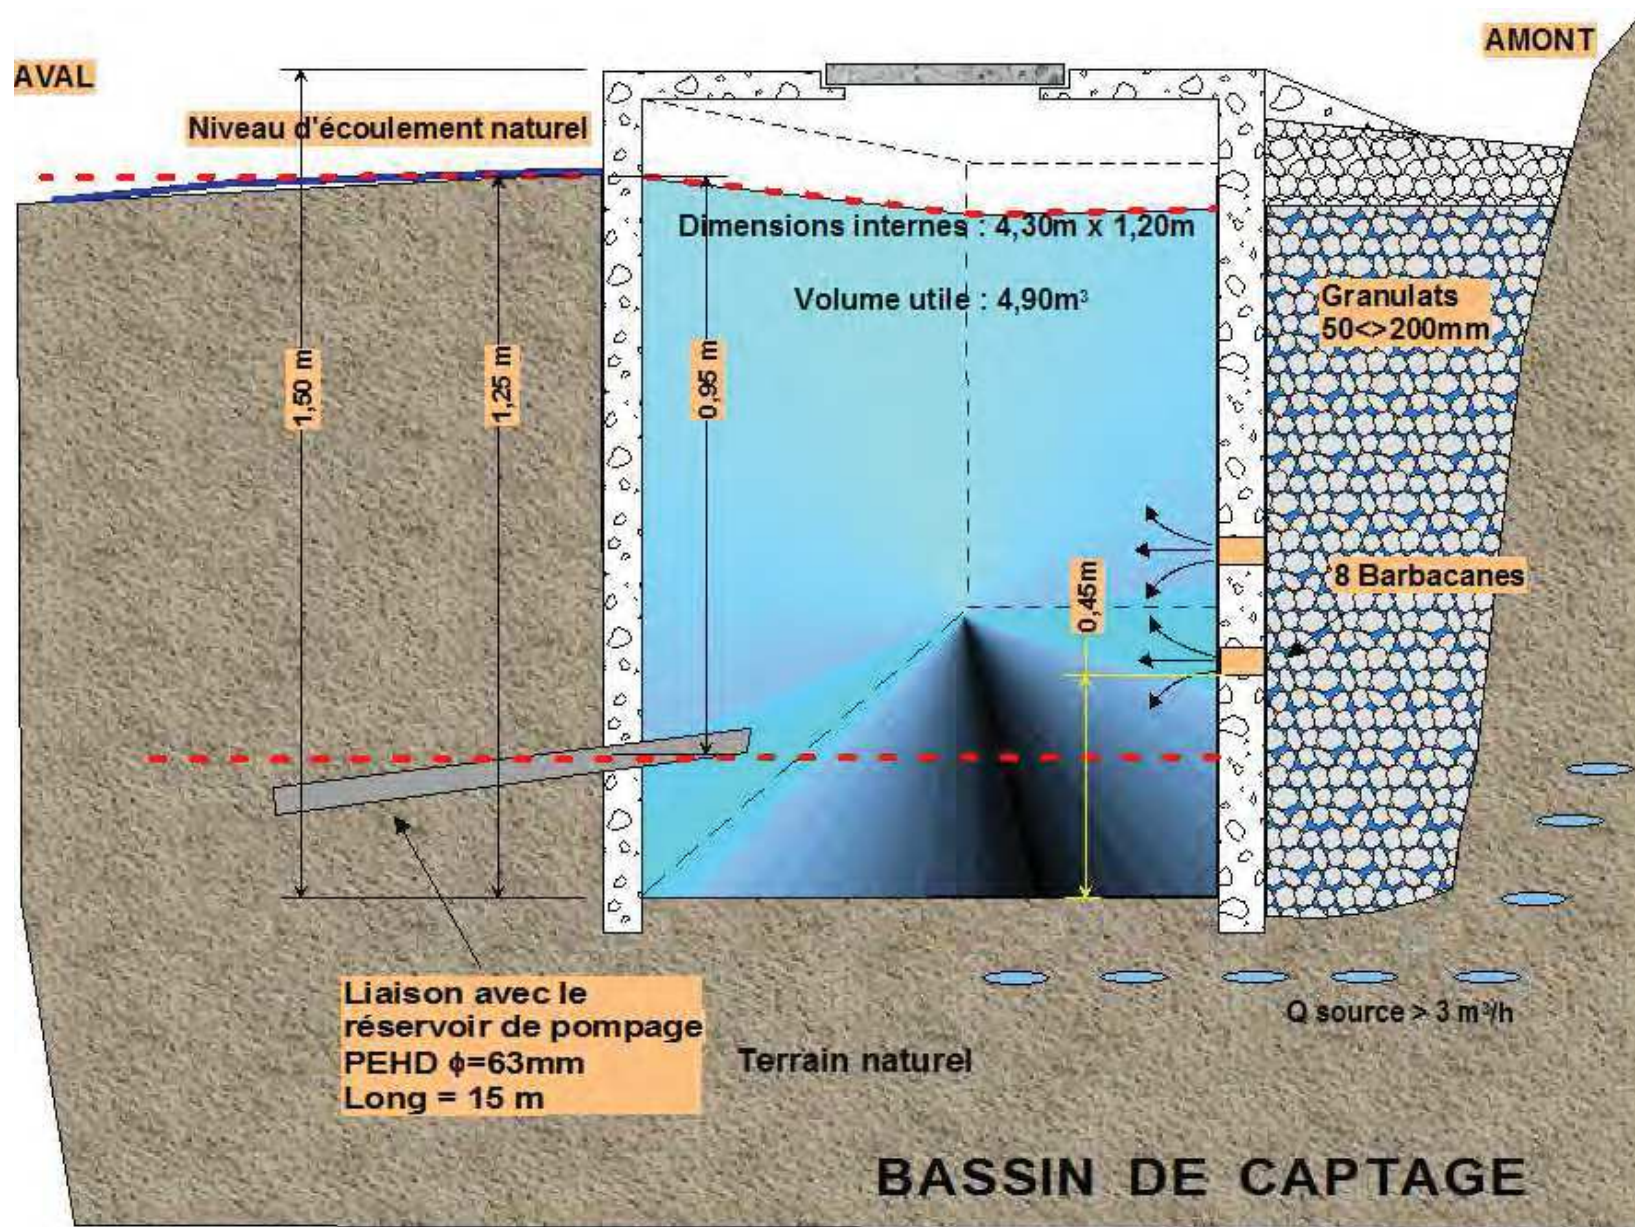 AMONT
AVAL
Niveau d'écoulement naturel
Dimensions internes : 4,30m x 1,20m
Volume utile : 4,90m³
Granulats
50<>200mm
1,50 m
1,25 m
0,95 m
0,45m
8 Barbacanes
Liaison avec le
réservoir de pompage
PEHD ϕ=63mm
Long = 15 m
Q source > 3 m³/h
Terrain naturel
BASSIN DE CAPTAGE